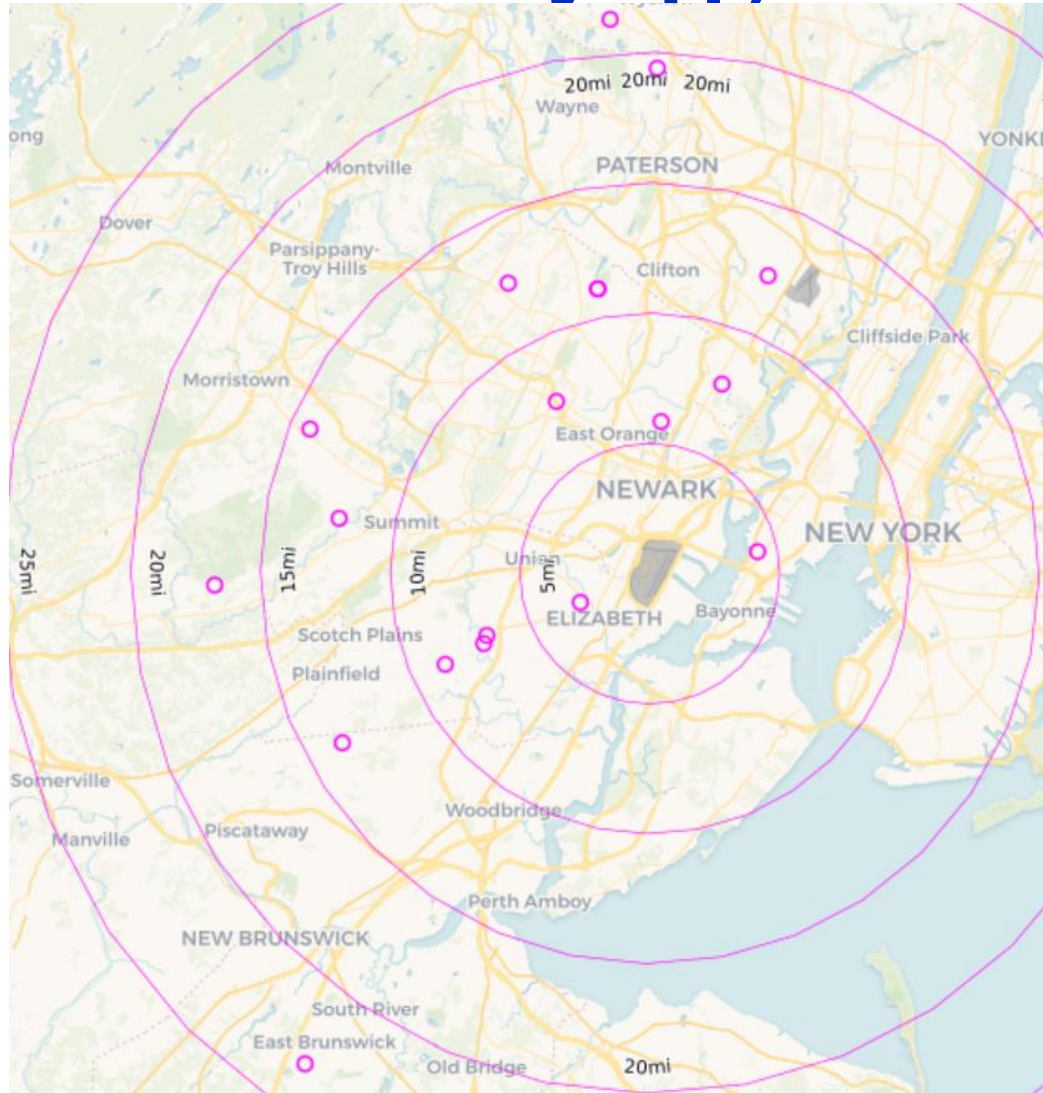 20mi 20mi 20mi
Wayne
ong
YONKE
PATERSON
Montville
Dover
Parsippany-
Troy Hills
Clifton
Cliffside Park
Morristown
East Orange
NEWARK
Summit
NEW YORK
Union
25mi
20mi
15mi
10mi
5mi
ELIZABETH
Bayonne
Scotch Plains
Plainfield
Somerville
Woodbridge
Manville
Piscataway
Perth Amboy
NEW BRUNSWICK
South River
East Brunswick
Old Bridge
20mi